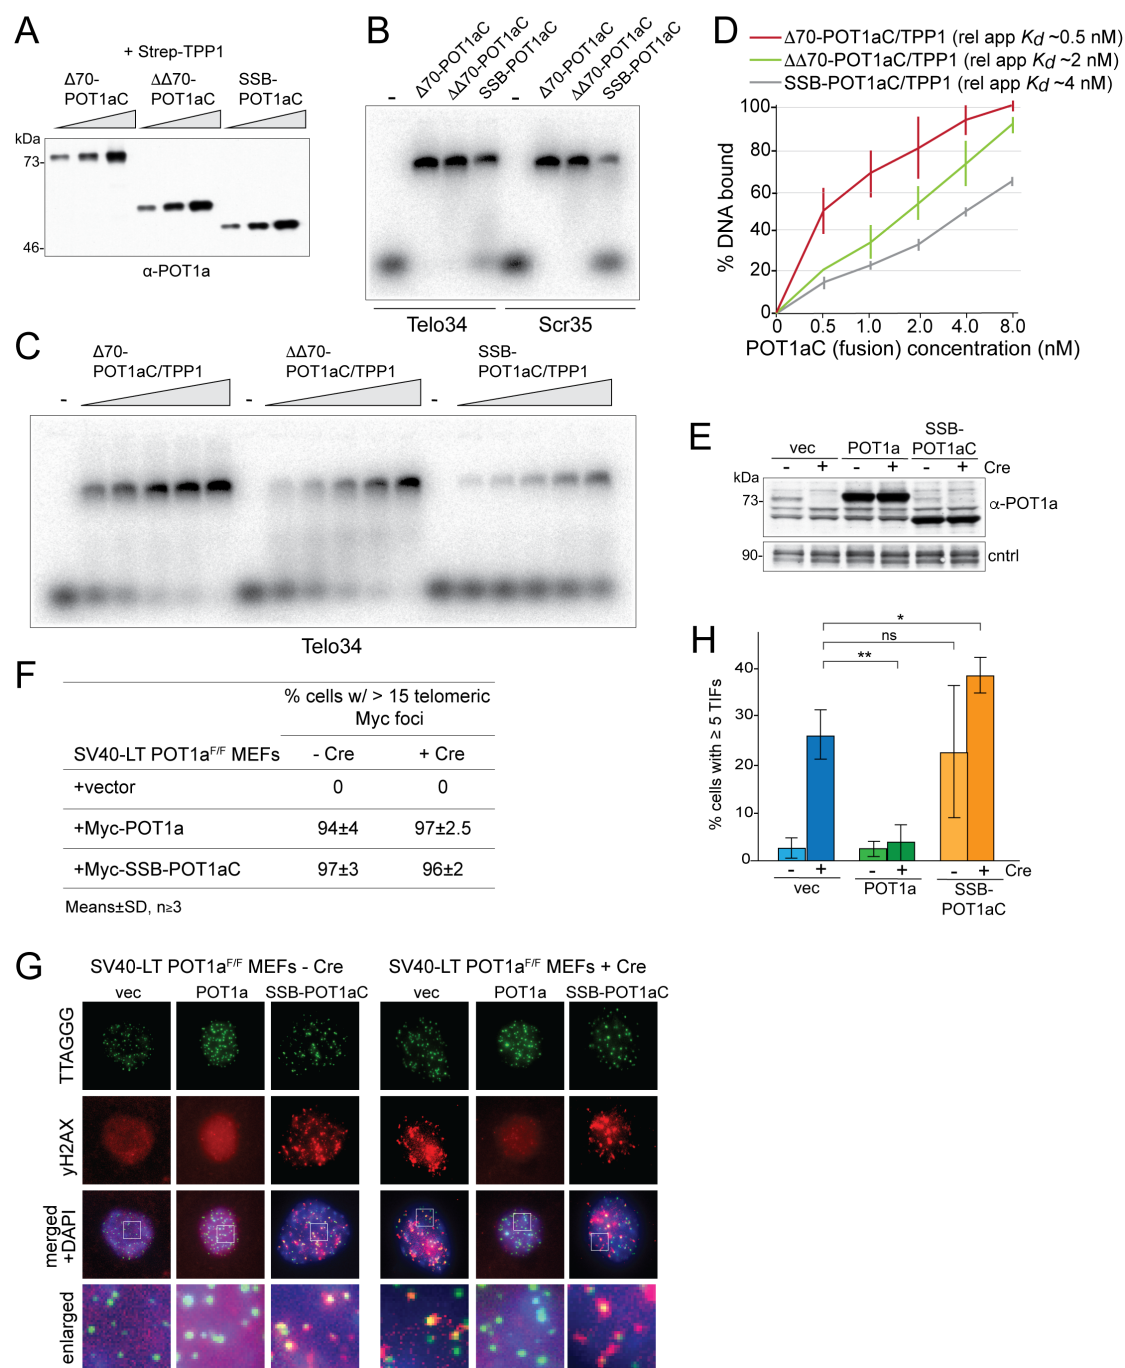 A
+ Strep-TPP1
Δ70-
POT1aC
ΔΔ70-
POT1aC
SSB-
POT1aC
kDa
73-
46-
α-POT1a
B
- Δ70-POT1aC ΔΔ70-POT1aC SSB-POT1aC - Δ70-POT1aC ΔΔ70-POT1aC SSB-POT1aC
Telo34 Scr35
D
Δ70-POT1aC/TPP1 (rel app Kd ~0.5 nM)
ΔΔ70-POT1aC/TPP1 (rel app Kd ~2 nM)
SSB-POT1aC/TPP1 (rel app Kd ~4 nM)
% DNA bound
100
80
60
40
20
0
0 0.5 1.0 2.0 4.0 8.0
POT1aC (fusion) concentration (nM)
C
Δ70-
POT1aC/TPP1
ΔΔ70-
POT1aC/TPP1
SSB-
POT1aC/TPP1
- - -
Telo34
E
vec POT1a SSB-
POT1aC
- + - + - + Cre
kDa
73-
α-POT1a
90-
cntrl
F
% cells w/ > 15 telomeric
Myc foci
SV40-LT POT1aF/F MEFs - Cre + Cre
+vector 0 0
+Myc-POT1a 94±4 97±2.5
+Myc-SSB-POT1aC 97±3 96±2
Means±SD, n≥3
H
% cells with ≥ 5 TIFs
40
30
20
10
0
*
ns
**
- + - + - + Cre
vec POT1a SSB-
POT1aC
G
SV40-LT POT1aF/F MEFs - Cre SV40-LT POT1aF/F MEFs + Cre
vec POT1a SSB-POT1aC vec POT1a SSB-POT1aC
TTAGGG
γH2AX
merged
+DAPI
enlarged